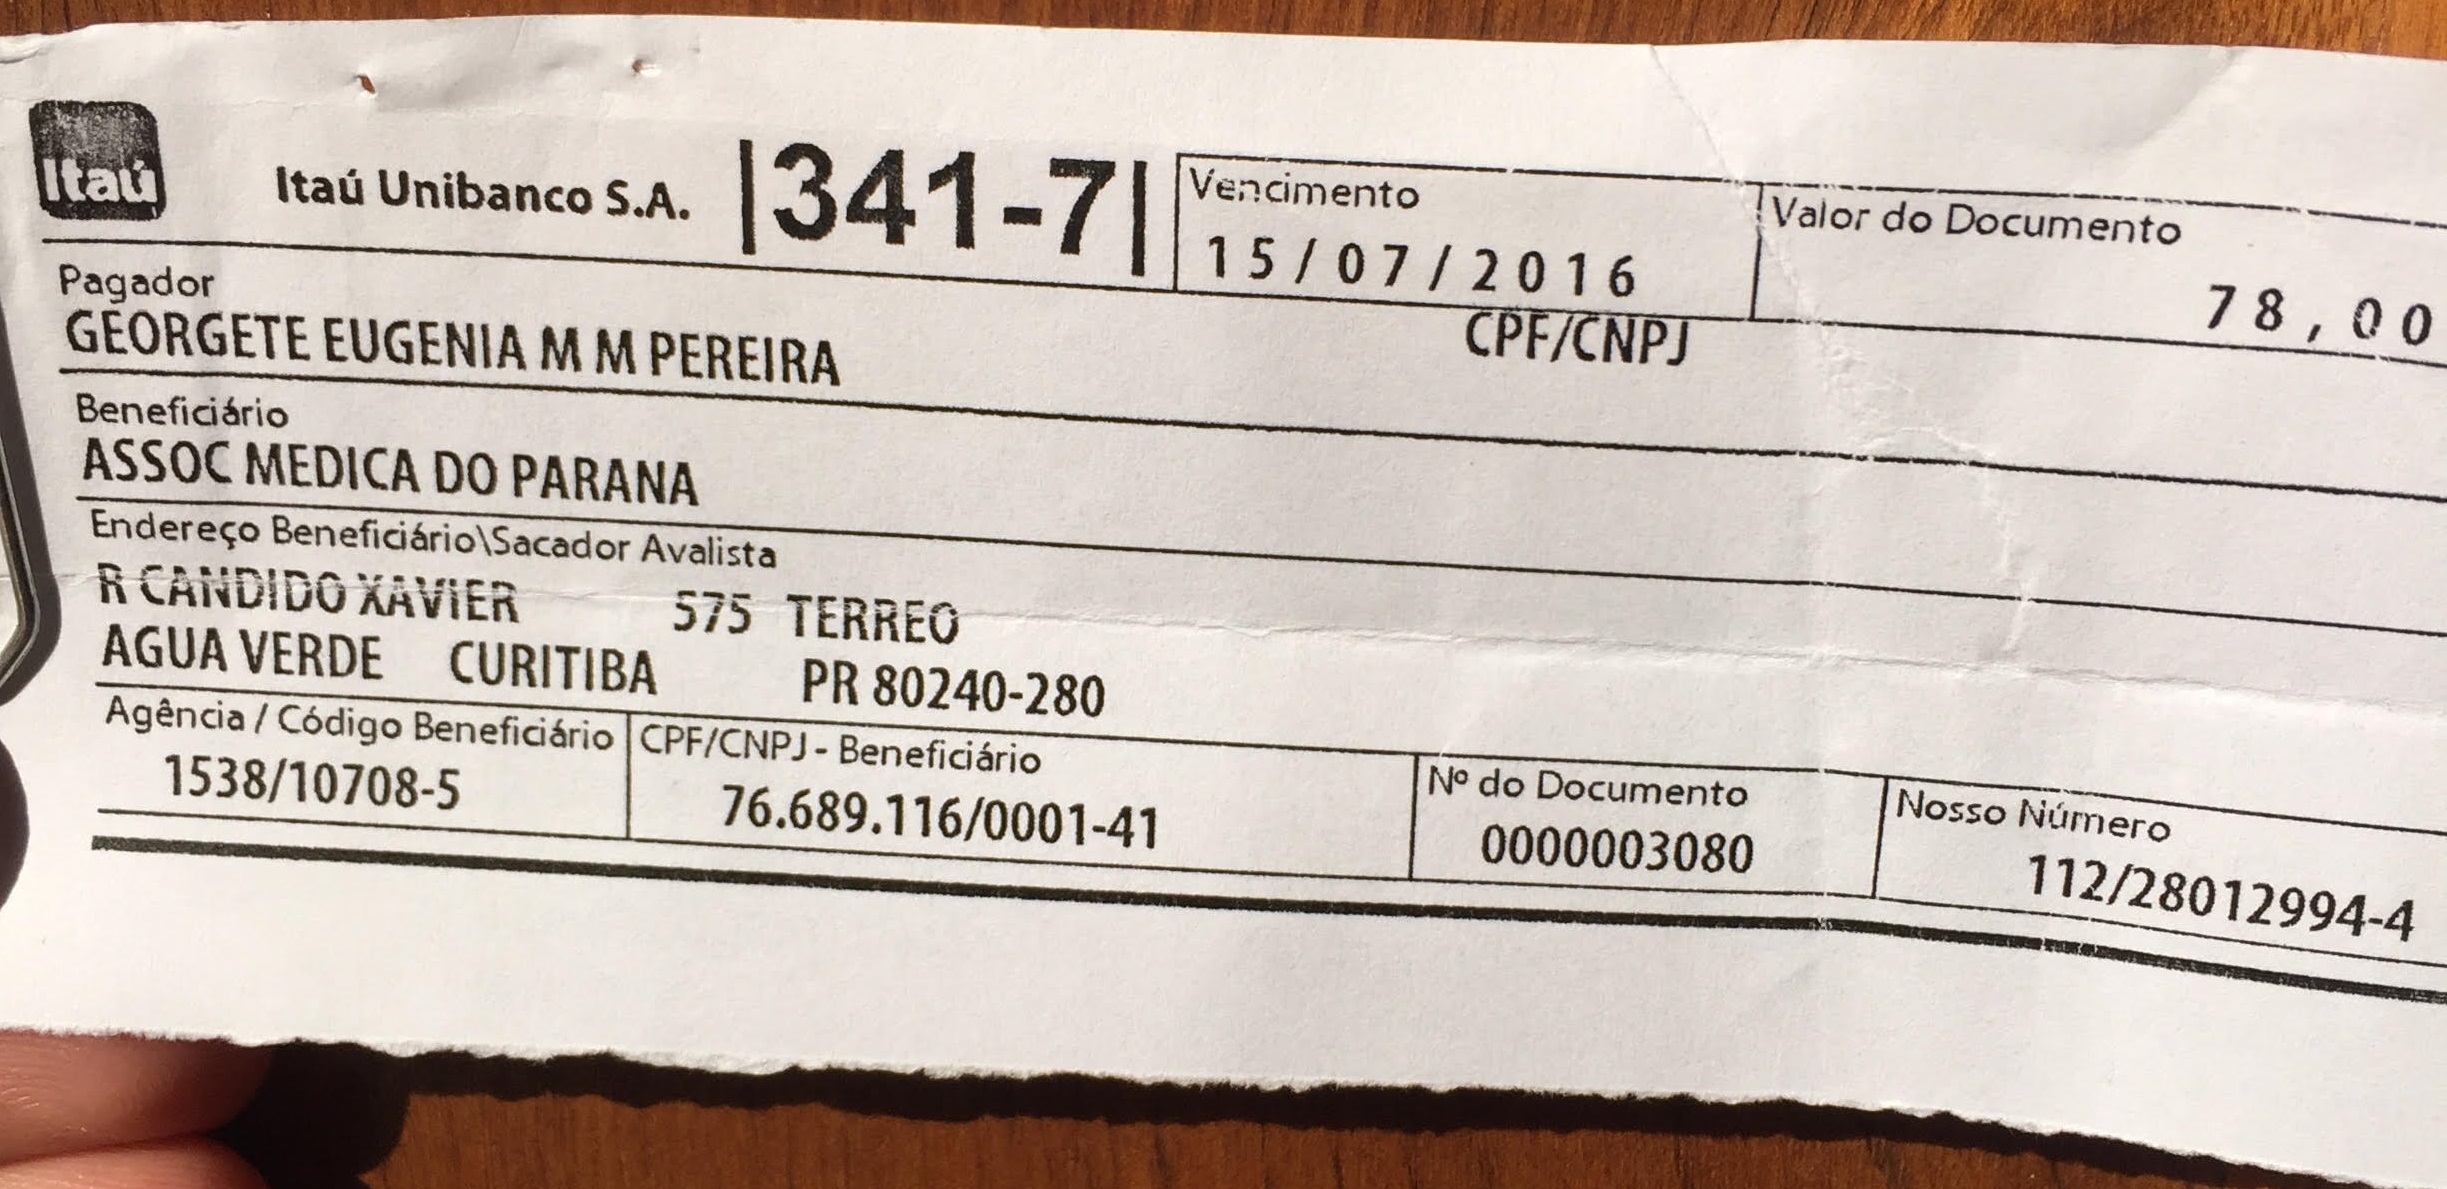 Itaú
Itaú Unibanco S.A. |341-7|
Vencimento
15/07/2016
Valor do Documento
78,00
Pagador
GEORGETE EUGENIA M M PEREIRA
CPF/CNPJ
Beneficiário
ASSOC MEDICA DO PARANA
Endereço Beneficiário\Sacador Avalista
R CANDIDO XAVIER 575 TERREO
AGUA VERDE CURITIBA PR 80240-280
Agência / Código Beneficiário
1538/10708-5
CPF/CNPJ - Beneficiário
76.689.116/0001-41
Nº do Documento
0000003080
Nosso Número
112/28012994-4